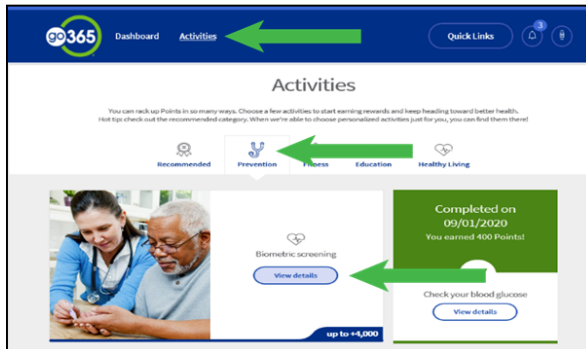 go365
Dashboard
Activities
Quick Links
3
Activities
You can rack up Points in so many ways. Choose a few activities to start earning rewards and keep heading toward better health.
Hot tip check out the recommended category. When we're able to choose personalized activities just for you, you can find them there!
Recommended
Prevention
Fitness
Education
Healthy Living
Biometric screening
View details
up to +4,000
Completed on
09/01/2020
You earned 400 Points!
Check your blood glucose
View details